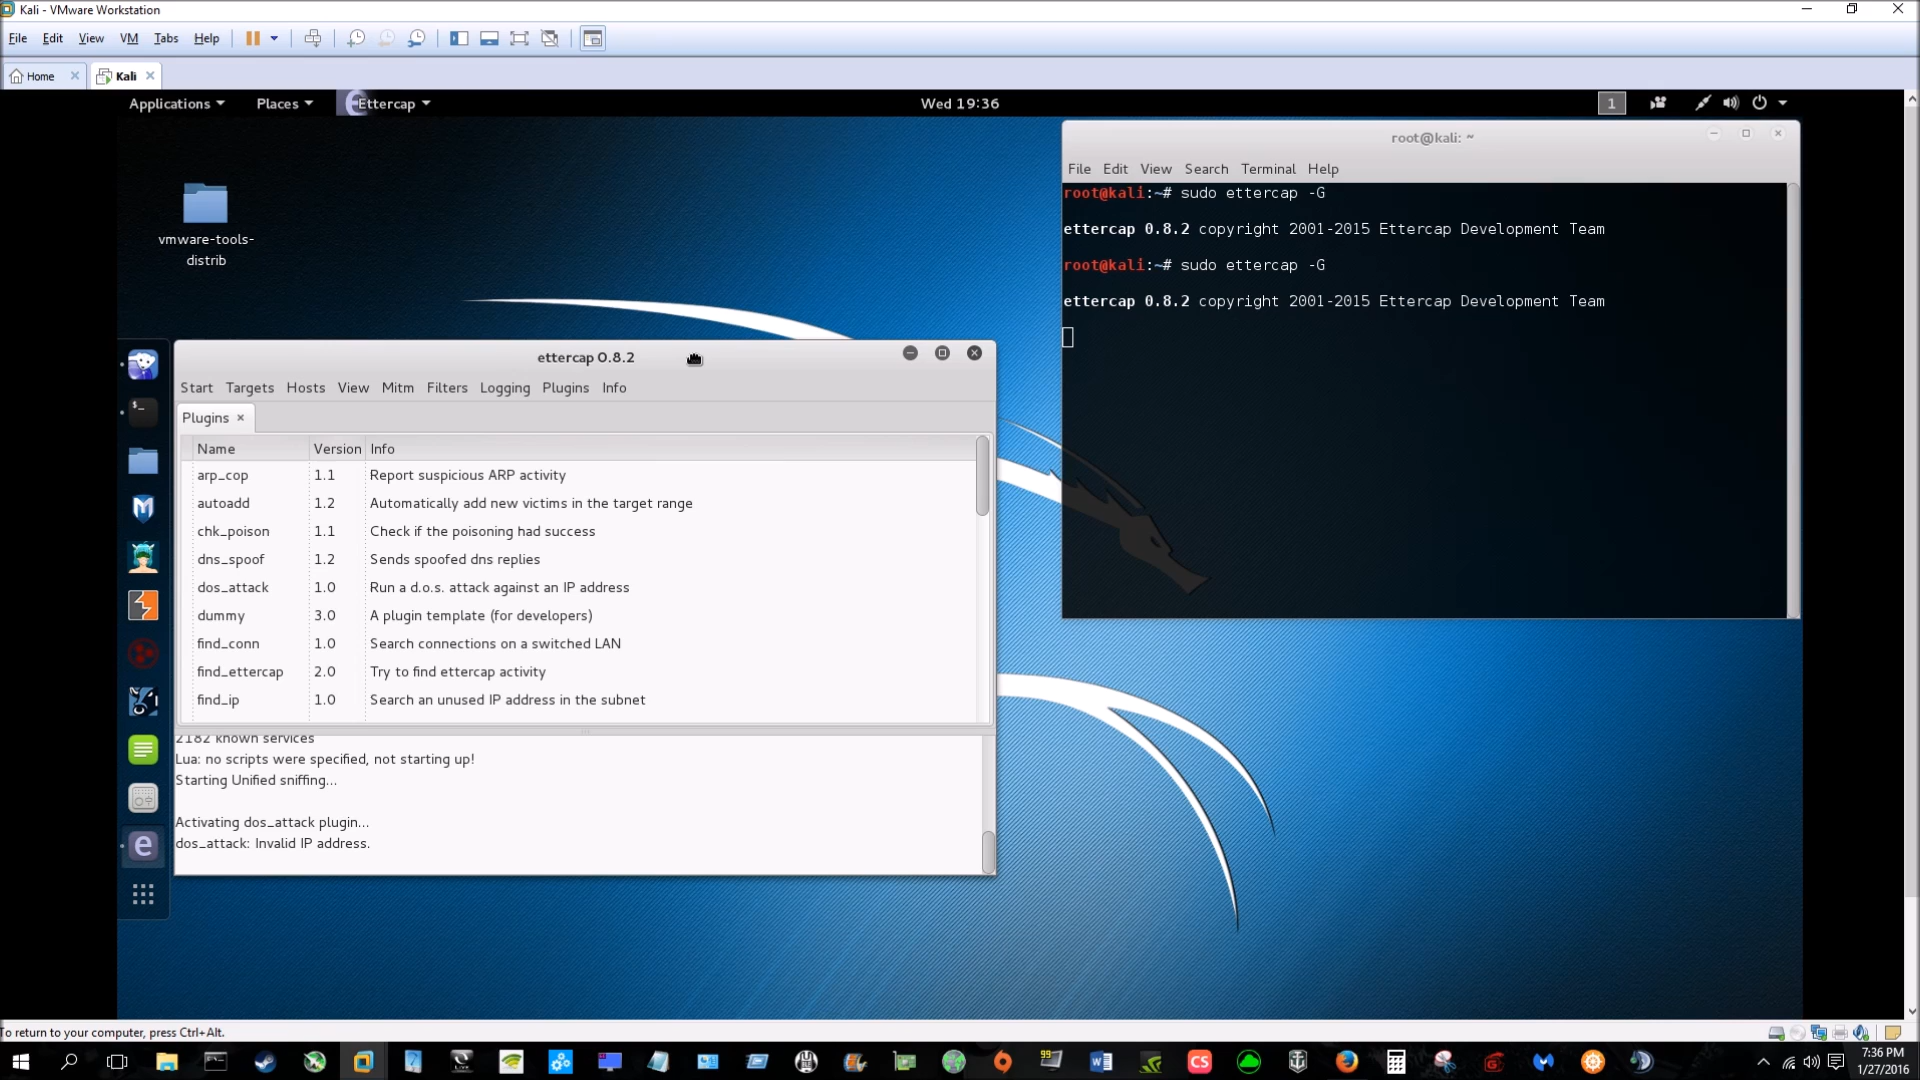 Kali - VMware Workstation
File Edit View VM Tabs Help
Home Kali
Applications Places Ettercap Wed 19:36 1
vmware-tools-
distrib
root@kali: ~
File Edit View Search Terminal Help
root@kali:~# sudo ettercap -G
ettercap 0.8.2 copyright 2001-2015 Ettercap Development Team
root@kali:~# sudo ettercap -G
ettercap 0.8.2 copyright 2001-2015 Ettercap Development Team
ettercap 0.8.2
Start Targets Hosts View Mitm Filters Logging Plugins Info
Plugins
Name Version Info
arp_cop 1.1 Report suspicious ARP activity
autoadd 1.2 Automatically add new victims in the target range
chk_poison 1.1 Check if the poisoning had success
dns_spoof 1.2 Sends spoofed dns replies
dos_attack 1.0 Run a d.o.s. attack against an IP address
dummy 3.0 A plugin template (for developers)
find_conn 1.0 Search connections on a switched LAN
find_ettercap 2.0 Try to find ettercap activity
find_ip 1.0 Search an unused IP address in the subnet
2182 known services
Lua: no scripts were specified, not starting up!
Starting Unified sniffing...
Activating dos_attack plugin...
dos_attack: Invalid IP address.
To return to your computer, press Ctrl+Alt.
99
CS
7:36 PM
1/27/2016